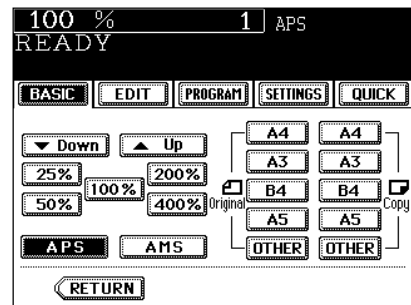 100 % 1 APS
READY
BASIC EDIT PROGRAM SETTINGS QUICK
Down Up
25% 200%
100%
50% 400%
APS AMS
Original
A4 A4
A3 A3
B4 B4
A5 A5
OTHER OTHER
Copy
RETURN